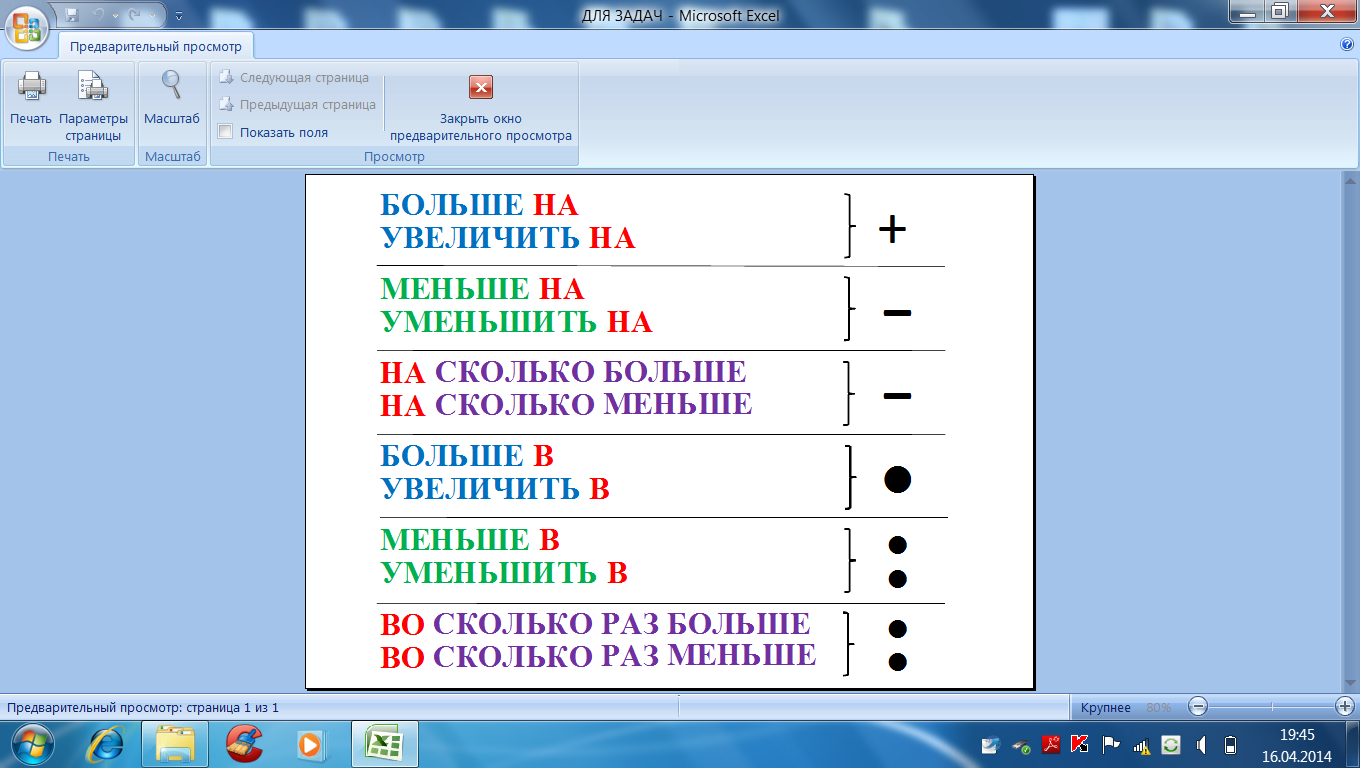 ДЛЯ ЗАДАЧ - Microsoft Excel
Предварительный просмотр
Печать
Параметры страницы
Масштаб
Следующая страница
Предыдущая страница
Показать поля
Закрыть окно
предварительного просмотра
Печать
Масштаб
Просмотр
БОЛЬШЕ НА
УВЕЛИЧИТЬ НА
+
МЕНЬШЕ НА
УМЕНЬШИТЬ НА
–
НА СКОЛЬКО БОЛЬШЕ
НА СКОЛЬКО МЕНЬШЕ
–
БОЛЬШЕ В
УВЕЛИЧИТЬ В
•
МЕНЬШЕ В
УМЕНЬШИТЬ В
:
ВО СКОЛЬКО РАЗ БОЛЬШЕ
ВО СКОЛЬКО РАЗ МЕНЬШЕ
:
Предварительный просмотр: страница 1 из 1
Крупнее 80%
19:45
16.04.2014